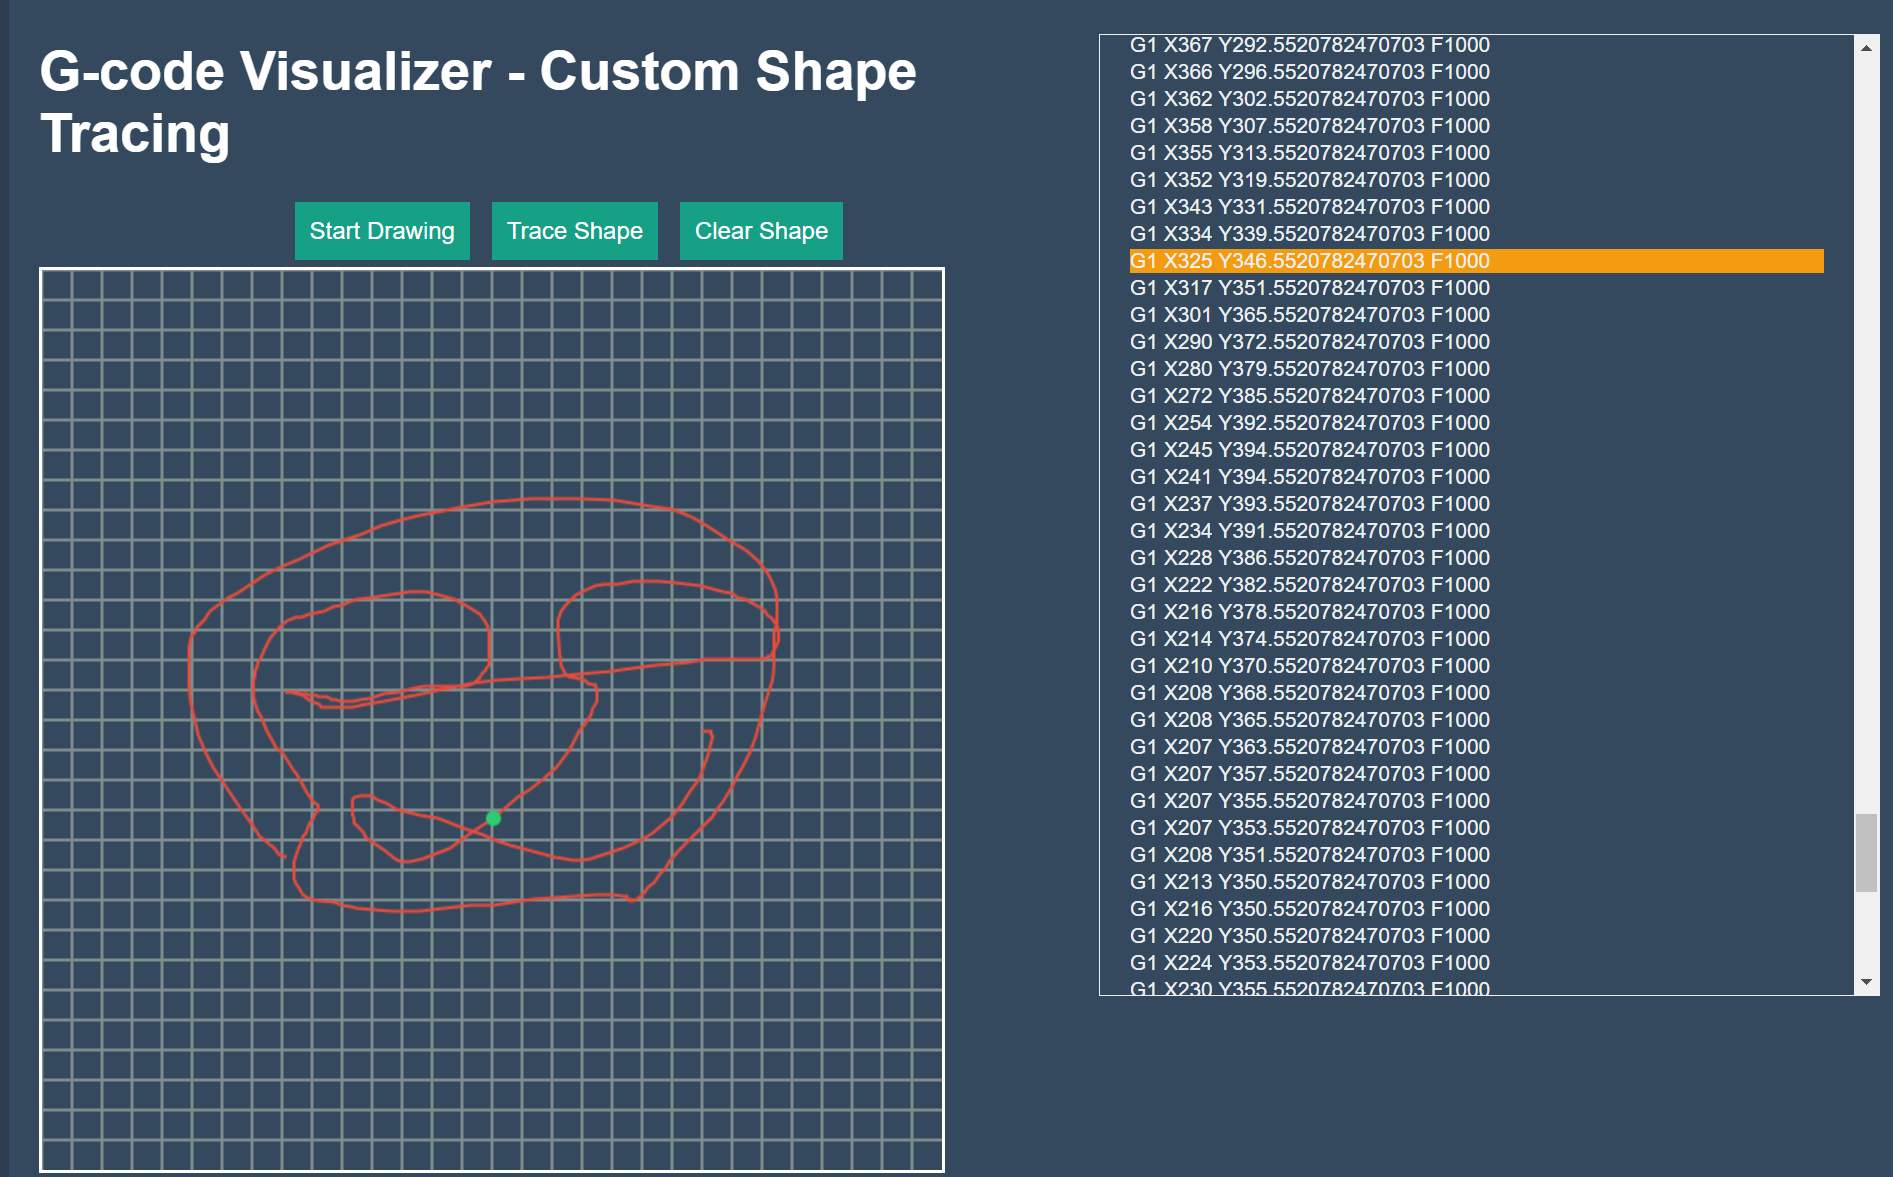 G-code Visualizer - Custom Shape
Tracing
Start Drawing
Trace Shape
Clear Shape
G1 X367 Y292.5520782470703 F1000
G1 X366 Y296.5520782470703 F1000
G1 X362 Y302.5520782470703 F1000
G1 X358 Y307.5520782470703 F1000
G1 X355 Y313.5520782470703 F1000
G1 X352 Y319.5520782470703 F1000
G1 X343 Y331.5520782470703 F1000
G1 X334 Y339.5520782470703 F1000
G1 X325 Y346.5520782470703 F1000
G1 X317 Y351.5520782470703 F1000
G1 X301 Y365.5520782470703 F1000
G1 X290 Y372.5520782470703 F1000
G1 X280 Y379.5520782470703 F1000
G1 X272 Y385.5520782470703 F1000
G1 X254 Y392.5520782470703 F1000
G1 X245 Y394.5520782470703 F1000
G1 X241 Y394.5520782470703 F1000
G1 X237 Y393.5520782470703 F1000
G1 X234 Y391.5520782470703 F1000
G1 X228 Y386.5520782470703 F1000
G1 X222 Y382.5520782470703 F1000
G1 X216 Y378.5520782470703 F1000
G1 X214 Y374.5520782470703 F1000
G1 X210 Y370.5520782470703 F1000
G1 X208 Y368.5520782470703 F1000
G1 X208 Y365.5520782470703 F1000
G1 X207 Y363.5520782470703 F1000
G1 X207 Y357.5520782470703 F1000
G1 X207 Y355.5520782470703 F1000
G1 X207 Y353.5520782470703 F1000
G1 X208 Y351.5520782470703 F1000
G1 X213 Y350.5520782470703 F1000
G1 X216 Y350.5520782470703 F1000
G1 X220 Y350.5520782470703 F1000
G1 X224 Y353.5520782470703 F1000
G1 X230 Y355.5520782470703 F1000